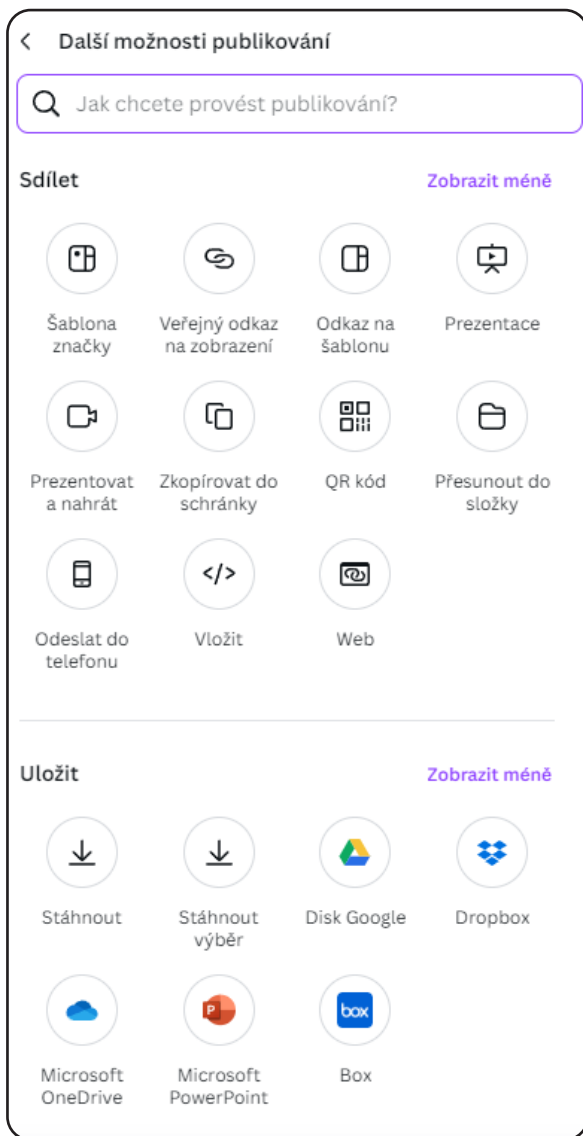 Další možnosti publikování
Jak chcete provést publikování?
Sdílet
Zobrazit méně
Šablona
značky
Veřejný odkaz
na zobrazení
Odkaz na
šablonu
Prezentace
Prezentovat
a nahrát
Zkopírovat do
schránky
QR kód
Přesunout do
složky
Odeslat do
telefonu
</>
Vložit
Web
Uložit
Zobrazit méně
Stáhnout
Stáhnout
výběr
Disk Google
Dropbox
Microsoft
OneDrive
P
Microsoft
PowerPoint
box
Box